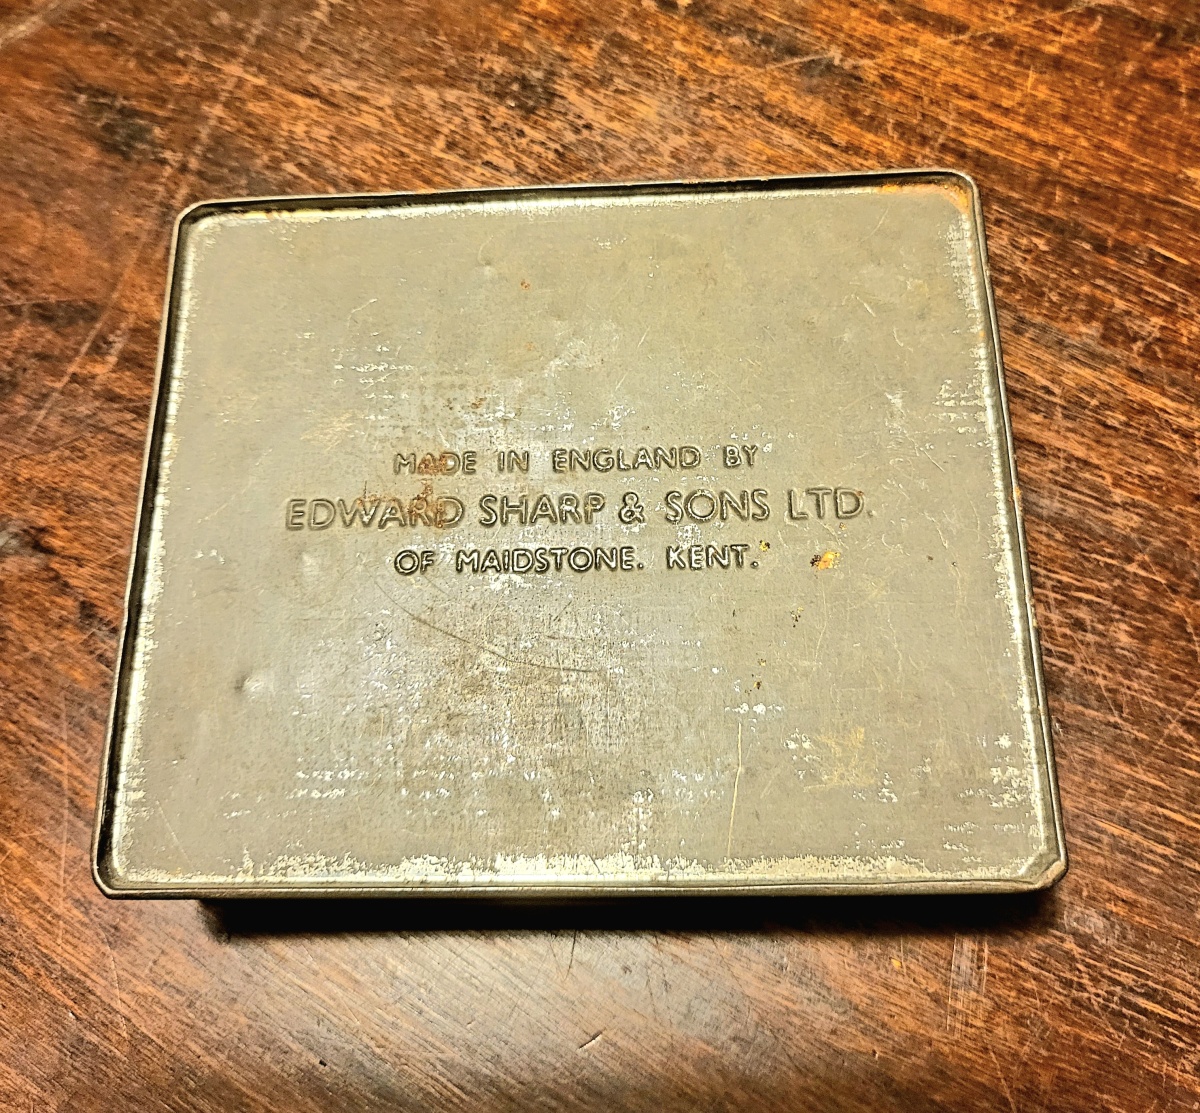 MADE IN ENGLAND BY
EDWARD SHARP & SONS LTD.
OF MAIDSTONE. KENT.